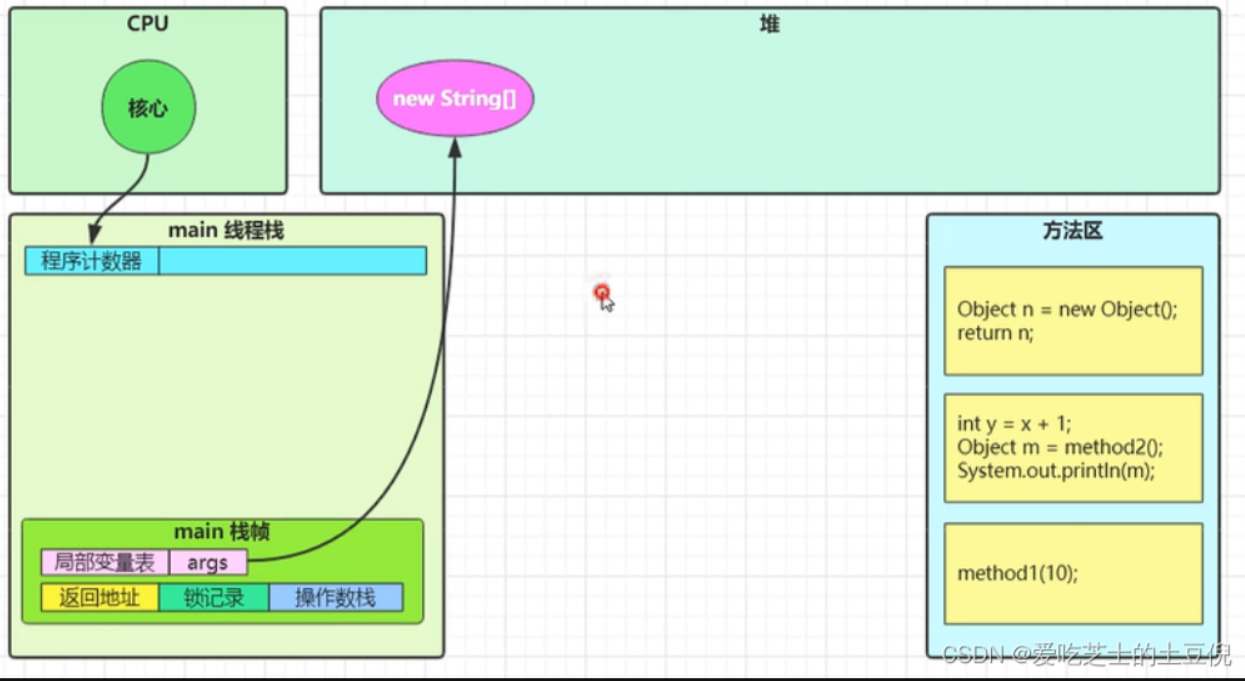 CPU
核心
堆
new String[]
main 线程栈
程序计数器
main 栈帧
局部变量表 args
返回地址 锁记录 操作数栈
方法区
Object n = new Object();
return n;
int y = x + 1;
Object m = method2();
System.out.println(m);
method1(10);
CSDN @爱吃芝士的土豆倪